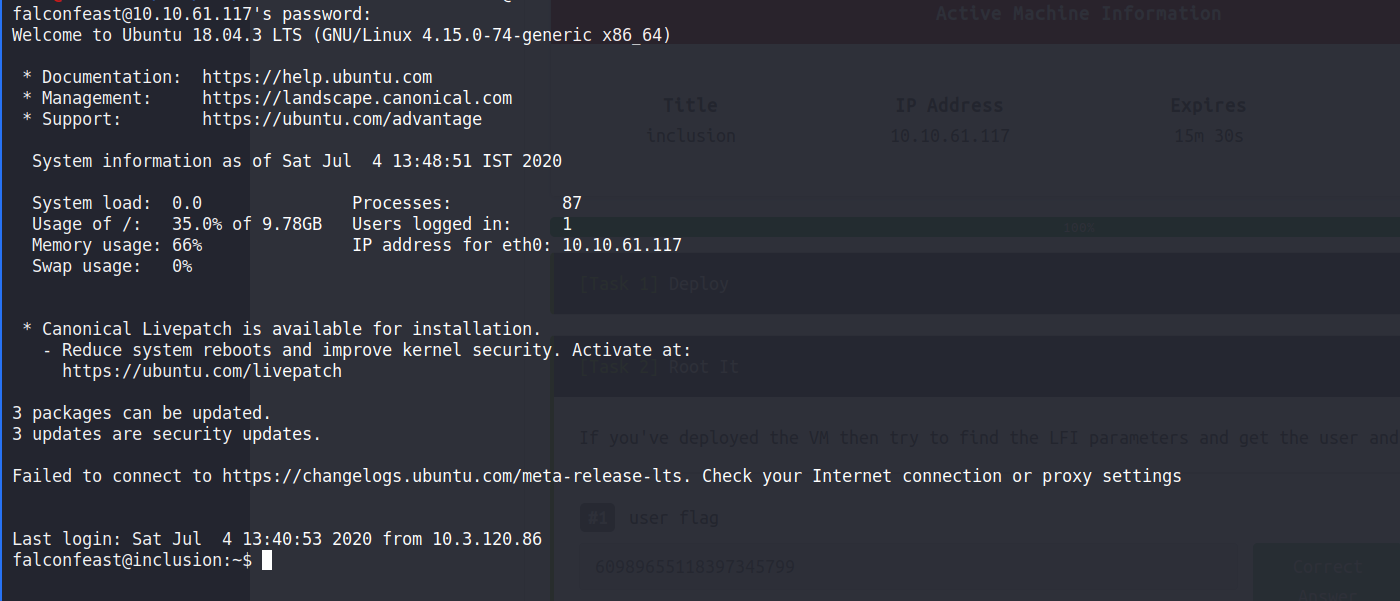 falconfeast@10.10.61.117's password:
Welcome to Ubuntu 18.04.3 LTS (GNU/Linux 4.15.0-74-generic x86_64)
* Documentation:  https://help.ubuntu.com
* Management:     https://landscape.canonical.com
* Support:        https://ubuntu.com/advantage
System information as of Sat Jul  4 13:48:51 IST 2020
System load:  0.0               Processes:           87
Usage of /:   35.0% of 9.78GB   Users logged in:     1
Memory usage: 66%               IP address for eth0: 10.10.61.117
Swap usage:   0%
* Canonical Livepatch is available for installation.
- Reduce system reboots and improve kernel security. Activate at:
https://ubuntu.com/livepatch
3 packages can be updated.
3 updates are security updates.
Failed to connect to https://changelogs.ubuntu.com/meta-release-lts. Check your Internet connection or proxy settings
Last login: Sat Jul  4 13:40:53 2020 from 10.3.120.86
falconfeast@inclusion:~$
Active Machine Information
Title IP Address Expires
inclusion 10.10.61.117 15m 30s
100%
[Task 1] Deploy
[Task 2] Root It
If you've deployed the VM then try to find the LFI parameters and get the user and
#1 user flag
60989655118397345799
Correct